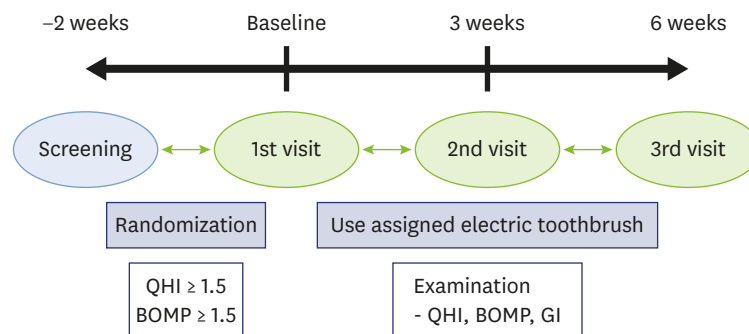 –2 weeks
Baseline
3 weeks
6 weeks
Screening
1st visit
2nd visit
3rd visit
Randomization
Use assigned electric toothbrush
QHI ≥ 1.5
BOMP ≥ 1.5
Examination
- QHI, BOMP, GI